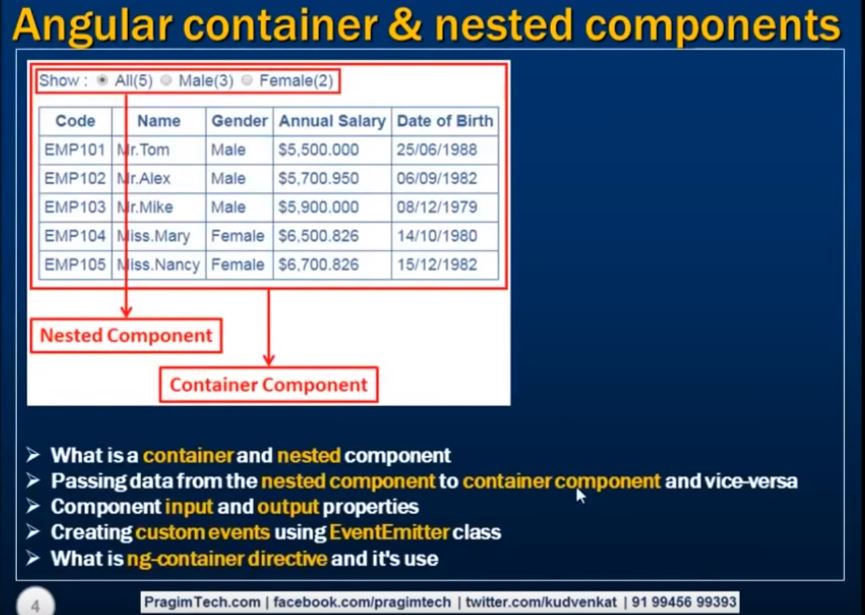 Angular container & nested components
Show : All(5) Male(3) Female(2)
Code Name Gender Annual Salary Date of Birth
EMP101 Mr.Tom Male $5,500.000 25/06/1988
EMP102 Mr.Alex Male $5,700.950 06/09/1982
EMP103 Mr.Mike Male $5,900.000 08/12/1979
EMP104 Miss.Mary Female $6,500.826 14/10/1980
EMP105 Miss.Nancy Female $6,700.826 15/12/1982
Nested Component
Container Component
What is a container and nested component
Passing data from the nested component to container component and vice-versa
Component input and output properties
Creating custom events using EventEmitter class
What is ng-container directive and it's use
4
PragimTech.com | facebook.com/pragimtech | twitter.com/kudvenkat | 91 99456 99393